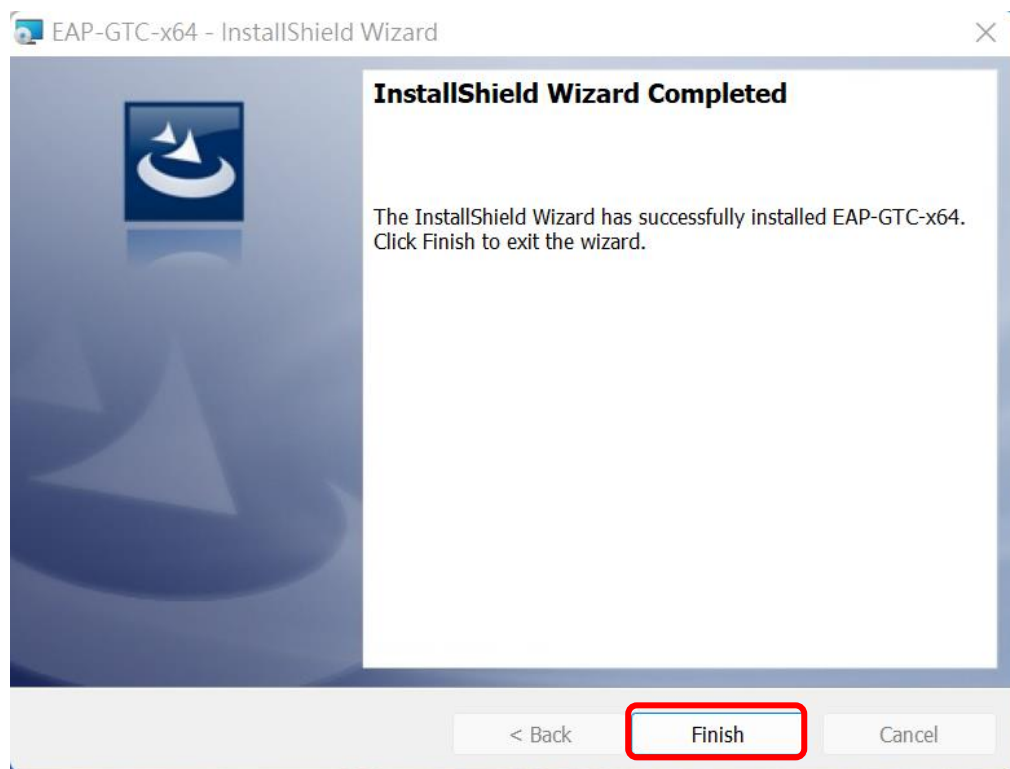 EAP-GTC-x64 - InstallShield Wizard
InstallShield Wizard Completed
The InstallShield Wizard has successfully installed EAP-GTC-x64.
Click Finish to exit the wizard.
< Back
Finish
Cancel